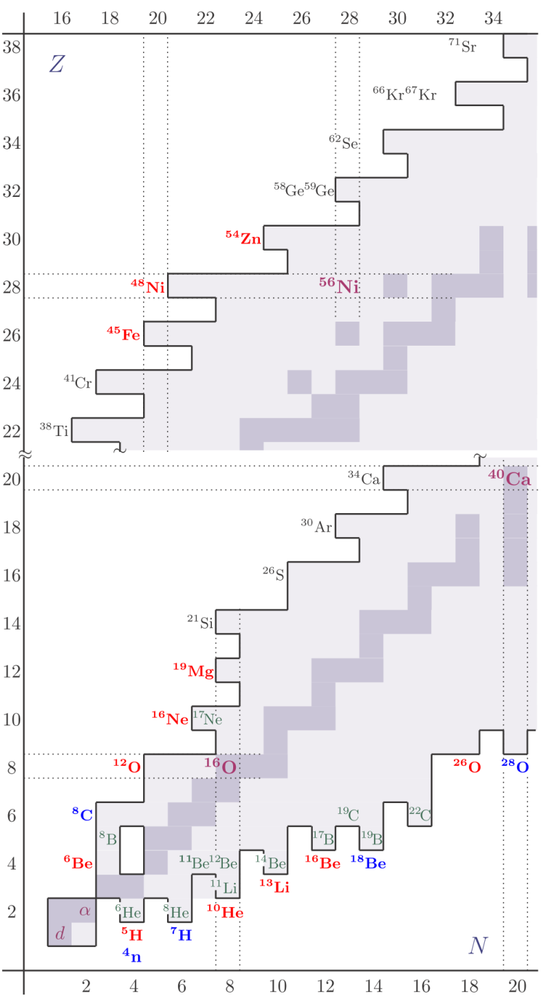 16 18 20 22 24 26 28 30 32 34
38 ⁷¹Sr
Z
36 ⁶⁶Kr⁶⁷Kr
34 ⁶²Se
32 ⁵⁸Ge⁵⁹Ge
30 ⁵⁴Zn
28 ⁴⁸Ni ⁵⁶Ni
26 ⁴⁵Fe
24 ⁴¹Cr
22 ³⁸Ti
20 ³⁴Ca ⁴⁰Ca
18 ³⁰Ar
16 ²⁶S
14 ²¹Si
12 ¹⁹Mg
10 ¹⁶Ne ¹⁷Ne
8 ¹²O ¹⁶O ²⁶O ²⁸O
6 ⁸C ¹⁹C ²²C
⁸B ¹⁷B ¹⁹B
4 ⁶Be ¹¹Be ¹²Be ¹⁴Be ¹⁶Be ¹⁸Be
¹¹Li ¹³Li
2 α ⁶He ⁸He ¹⁰He
d ⁵H ⁷H
⁴n
N
2 4 6 8 10 12 14 16 18 20